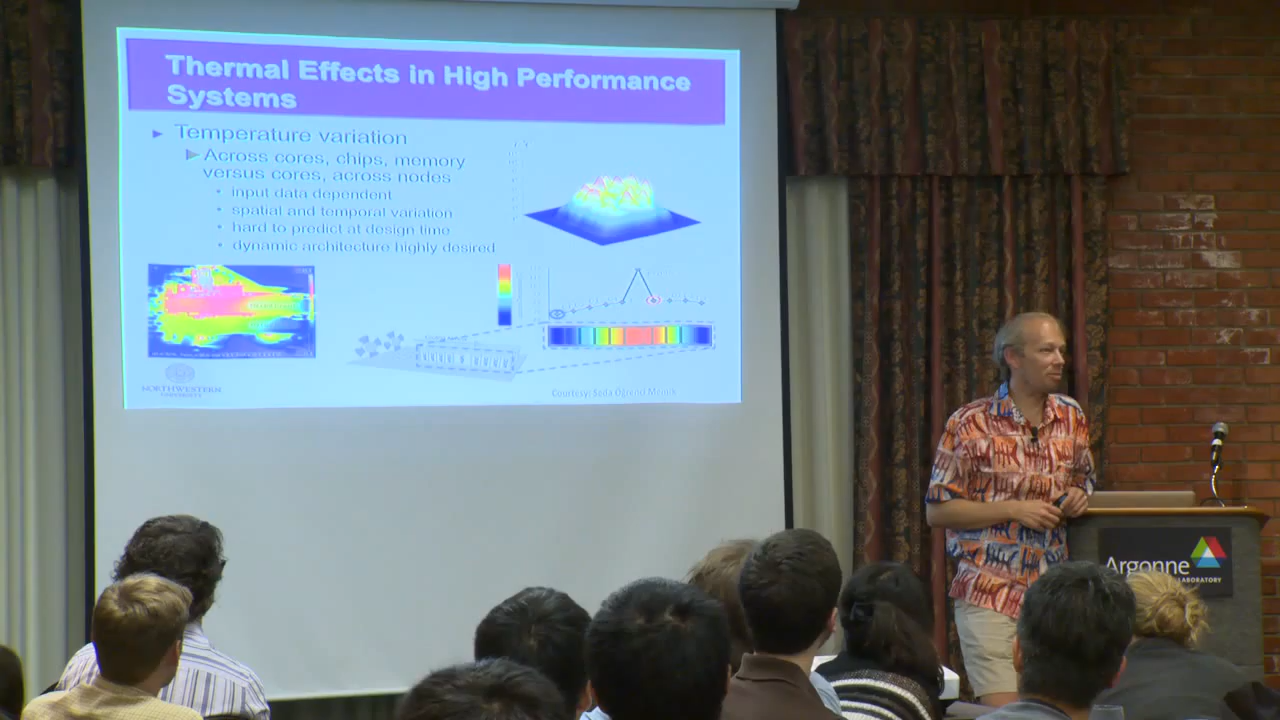 Thermal Effects in High Performance
Systems
Temperature variation
Across cores, chips, memory
versus cores, across nodes
• input data dependent
• spatial and temporal variation
• hard to predict at design time
• dynamic architecture highly desired
NORTHWESTERN
UNIVERSITY
Courtesy: Seda Ogrenci Memik
Argonne
LABORATORY